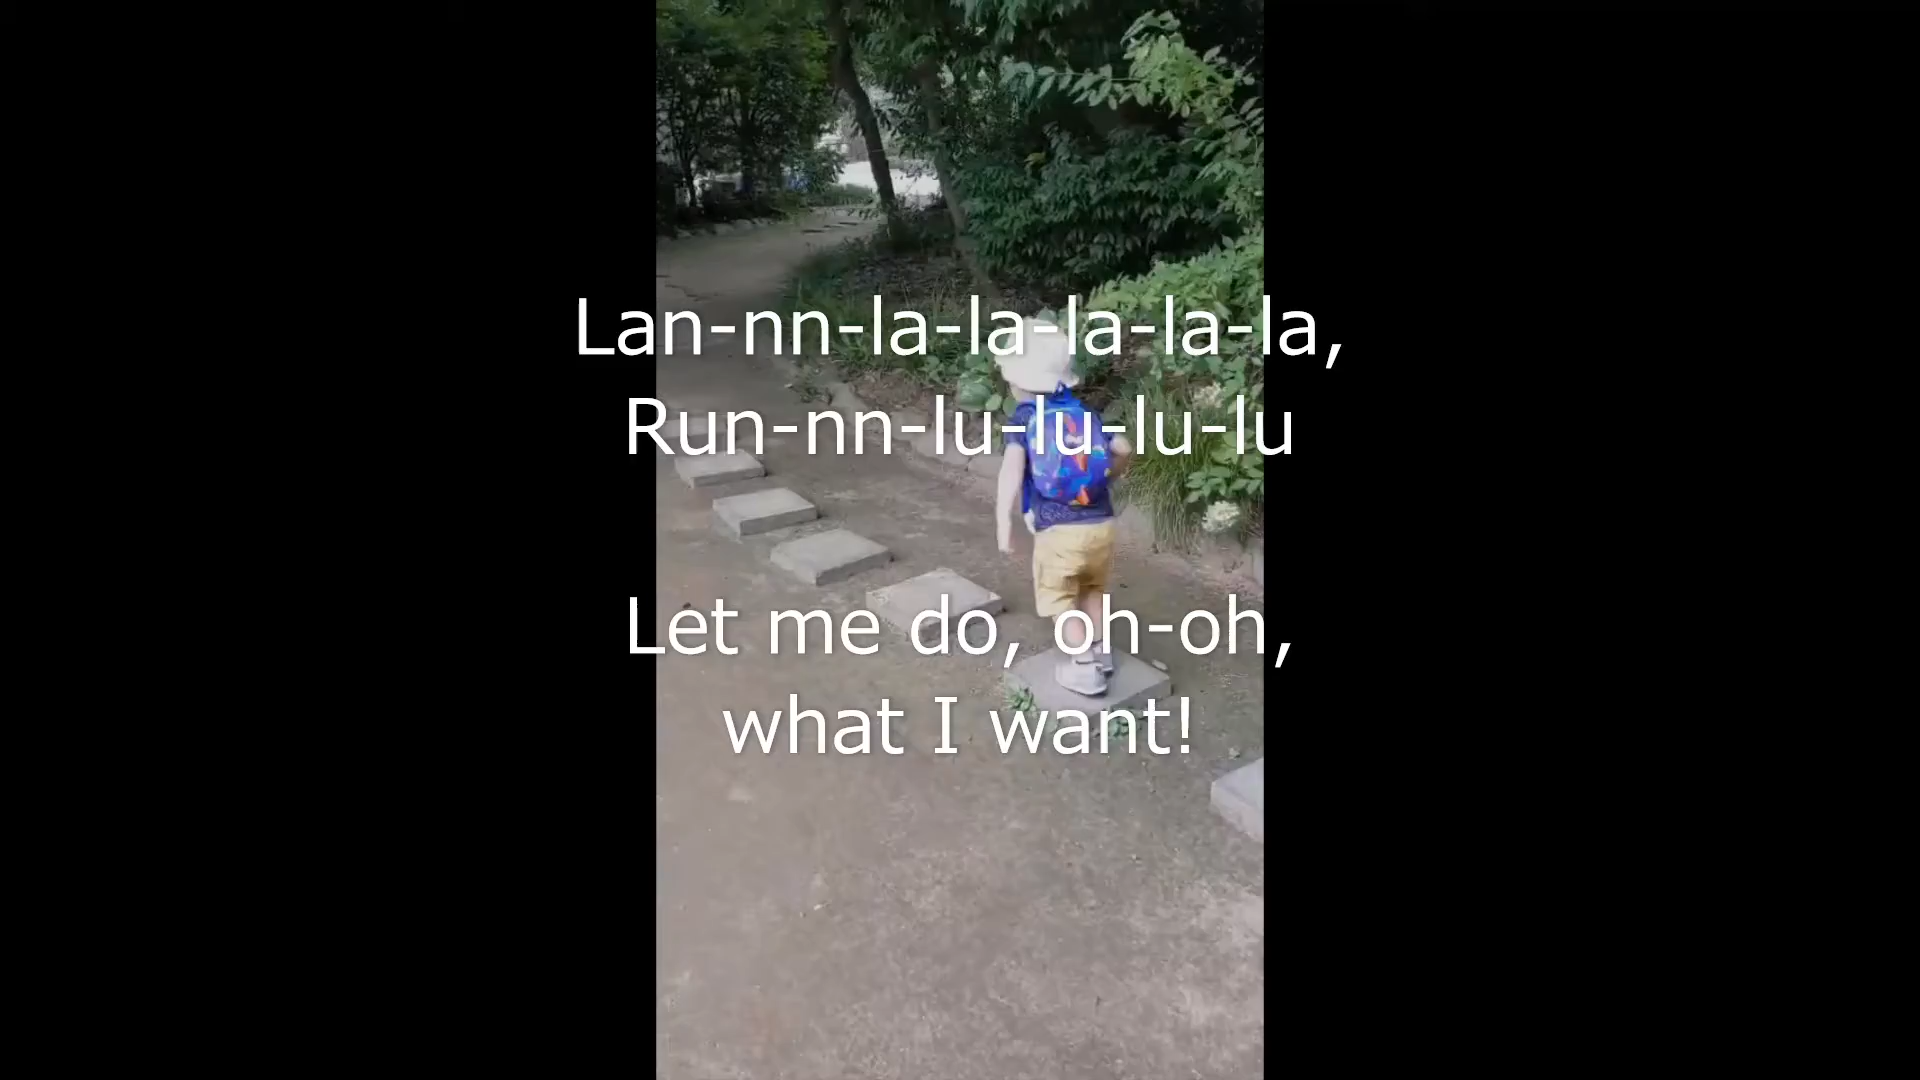 Lan-nn-la-la-la-la-la,
Run-nn-lu-lu-lu-lu
Let me do, oh-oh,
what I want!